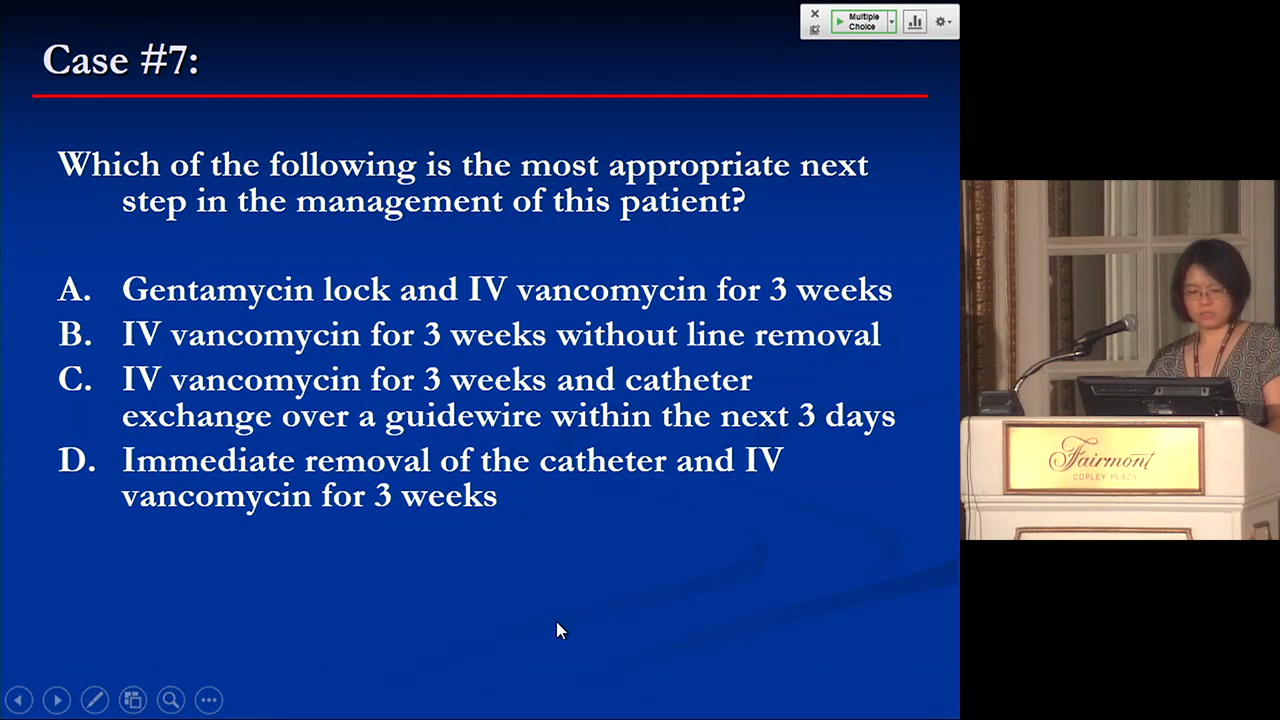 Multiple
Choice
Case #7:
Which of the following is the most appropriate next
step in the management of this patient?
A. Gentamycin lock and IV vancomycin for 3 weeks
B. IV vancomycin for 3 weeks without line removal
C. IV vancomycin for 3 weeks and catheter
exchange over a guidewire within the next 3 days
D. Immediate removal of the catheter and IV
vancomycin for 3 weeks
Fairmont
COPLEY PLAZA